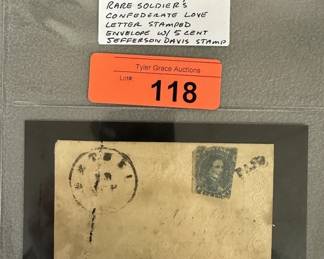 RARE SOLDIER'S
CONFEDERATE LOVE
LETTER STAMPED
ENVELOPE W/ 5 CENT
JEFFERSON DAVIS STAMP
Tyler Grace Auctions
Lot#
118
PAID